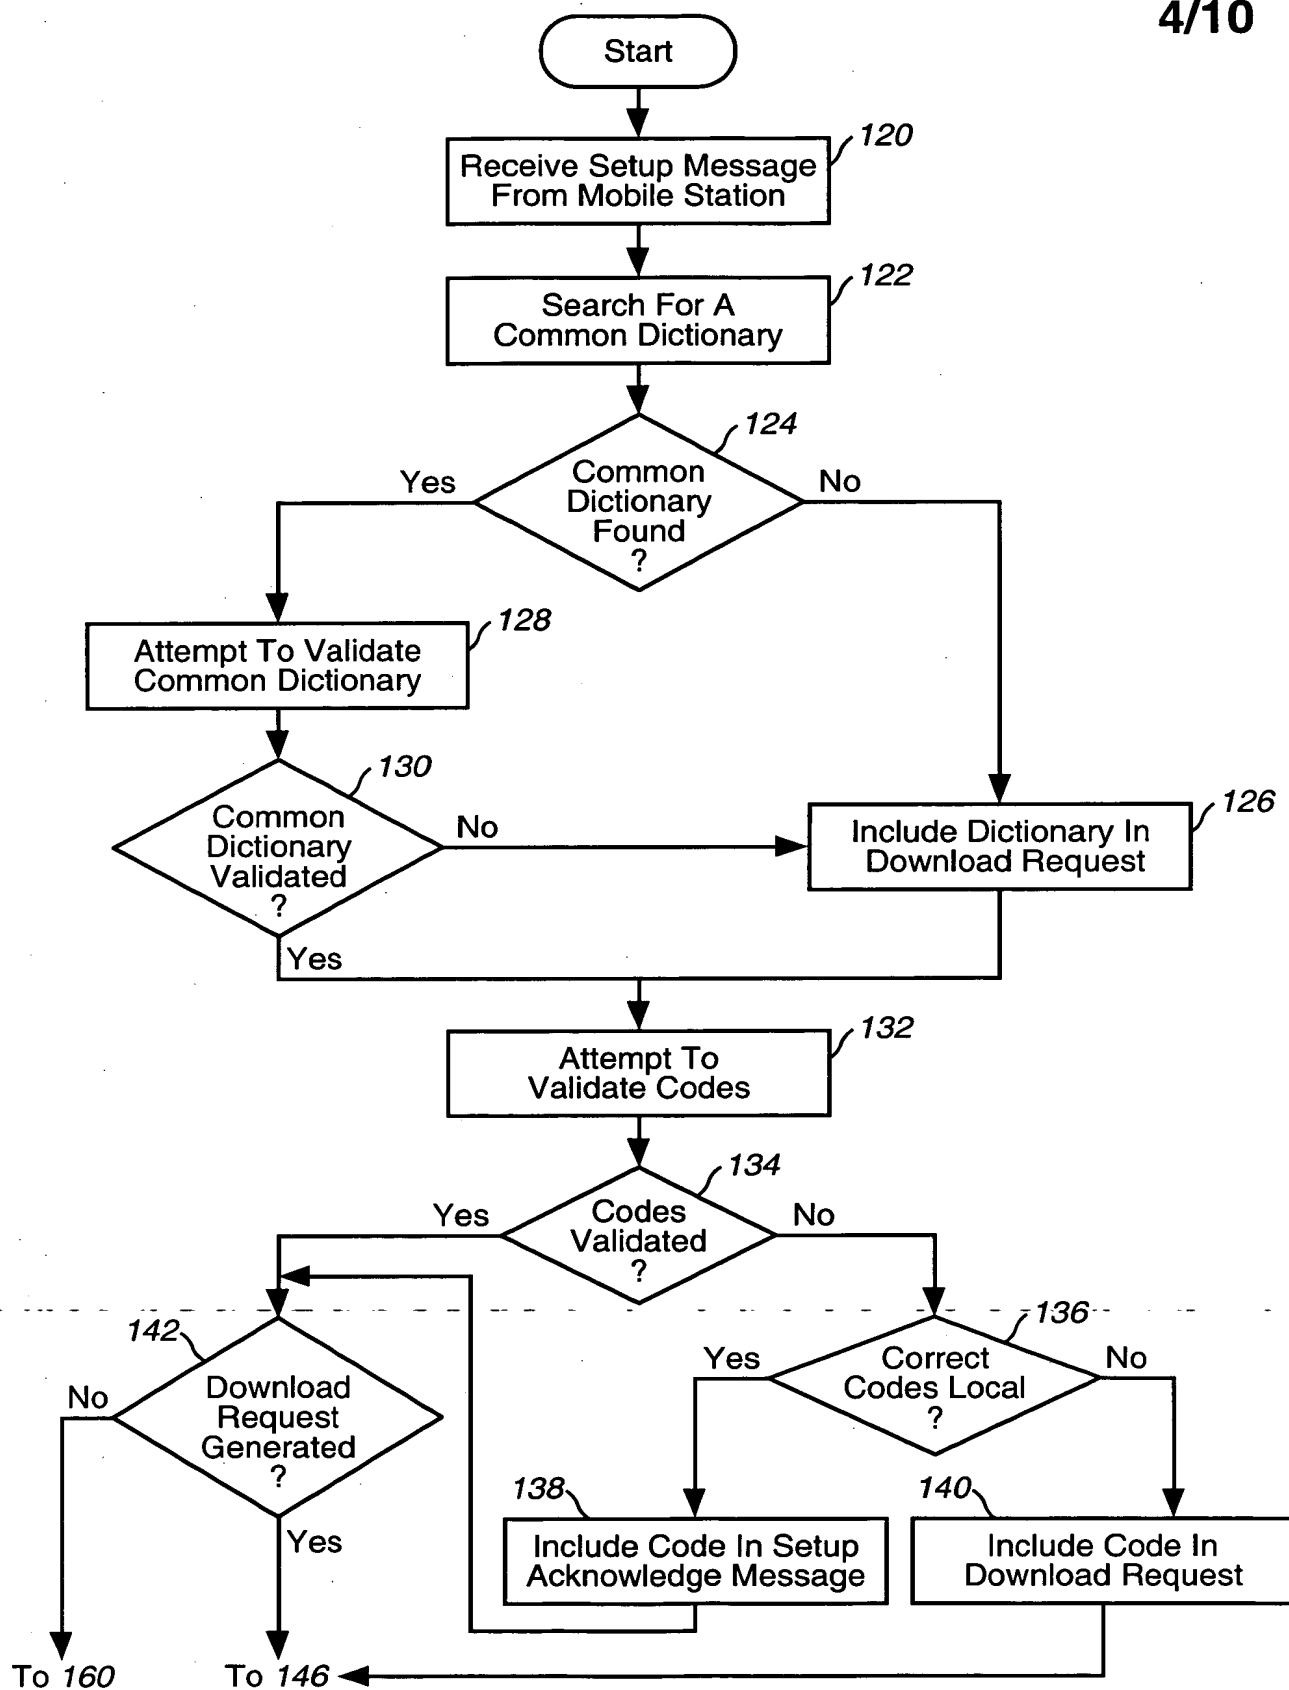 4/10
Start
120
Receive Setup Message
From Mobile Station
122
Search For A
Common Dictionary
124
Common
Dictionary
Found
?
Yes
No
128
Attempt To Validate
Common Dictionary
130
Common
Dictionary
Validated
?
No
Yes
126
Include Dictionary In
Download Request
132
Attempt To
Validate Codes
134
Codes
Validated
?
Yes
No
136
Correct
Codes Local
?
Yes
No
142
Download
Request
Generated
?
No
Yes
138
Include Code In Setup
Acknowledge Message
140
Include Code In
Download Request
To 160
To 146